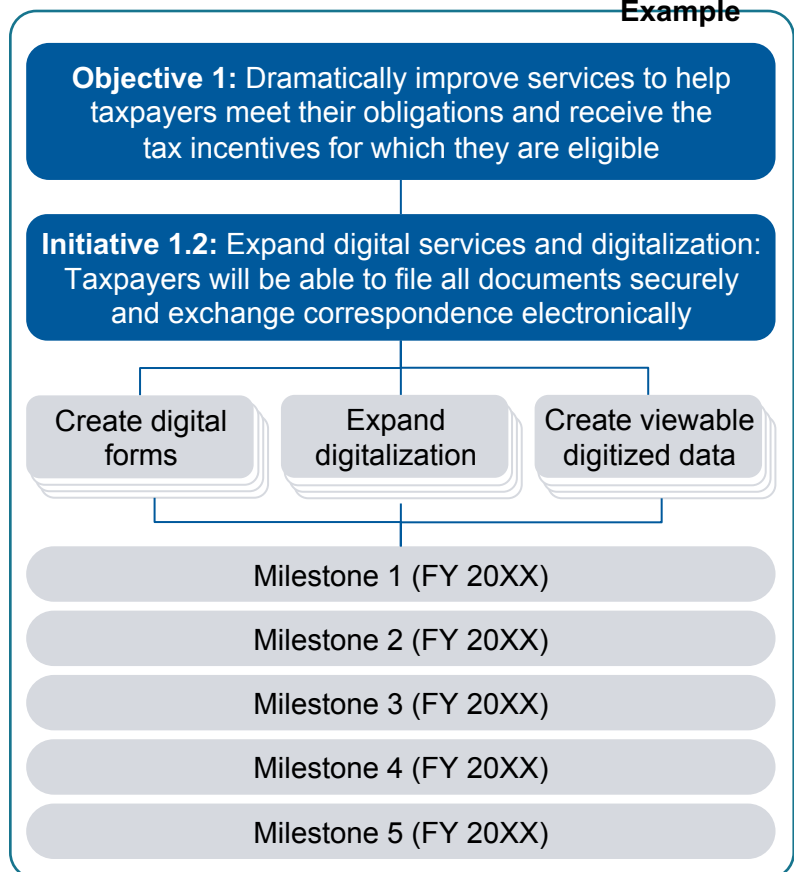 Example
Objective 1: Dramatically improve services to help
taxpayers meet their obligations and receive the
tax incentives for which they are eligible
Initiative 1.2: Expand digital services and digitalization:
Taxpayers will be able to file all documents securely
and exchange correspondence electronically
Create digital
forms
Expand
digitalization
Create viewable
digitized data
Milestone 1 (FY 20XX)
Milestone 2 (FY 20XX)
Milestone 3 (FY 20XX)
Milestone 4 (FY 20XX)
Milestone 5 (FY 20XX)